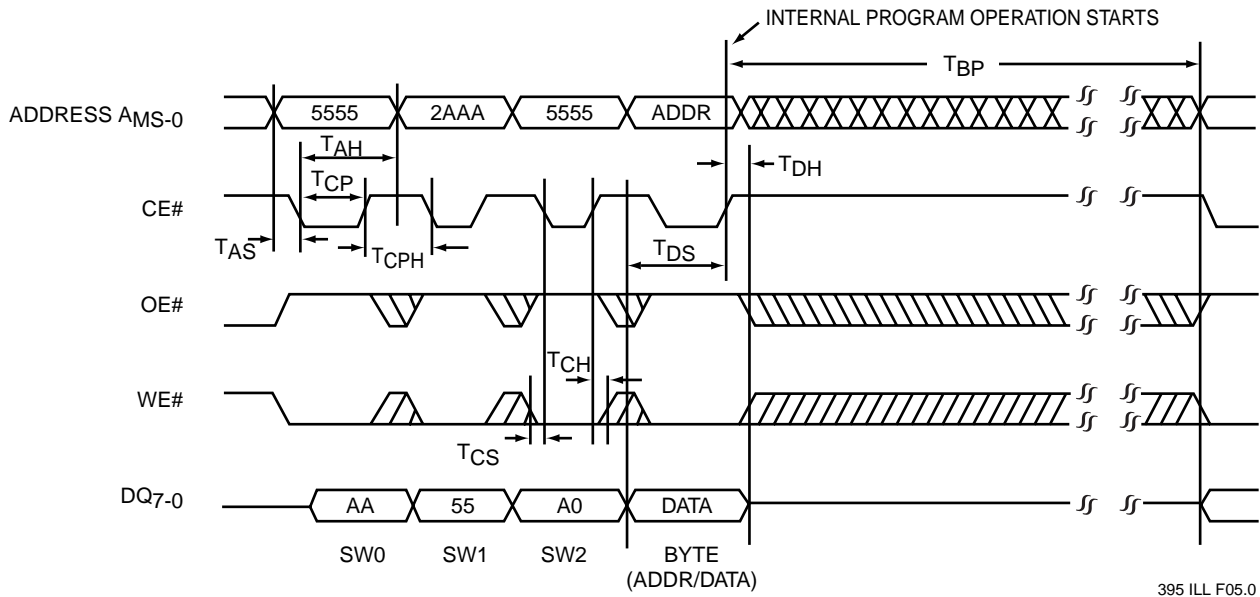 INTERNAL PROGRAM OPERATION STARTS
TBP
ADDRESS AMS-0
5555
2AAA
5555
ADDR
TAH
TDH
TCP
CE#
TAS
TCPH
TDS
OE#
TCH
WE#
TCS
DQ7-0
AA
55
A0
DATA
SW0
SW1
SW2
BYTE
(ADDR/DATA)
395 ILL F05.0